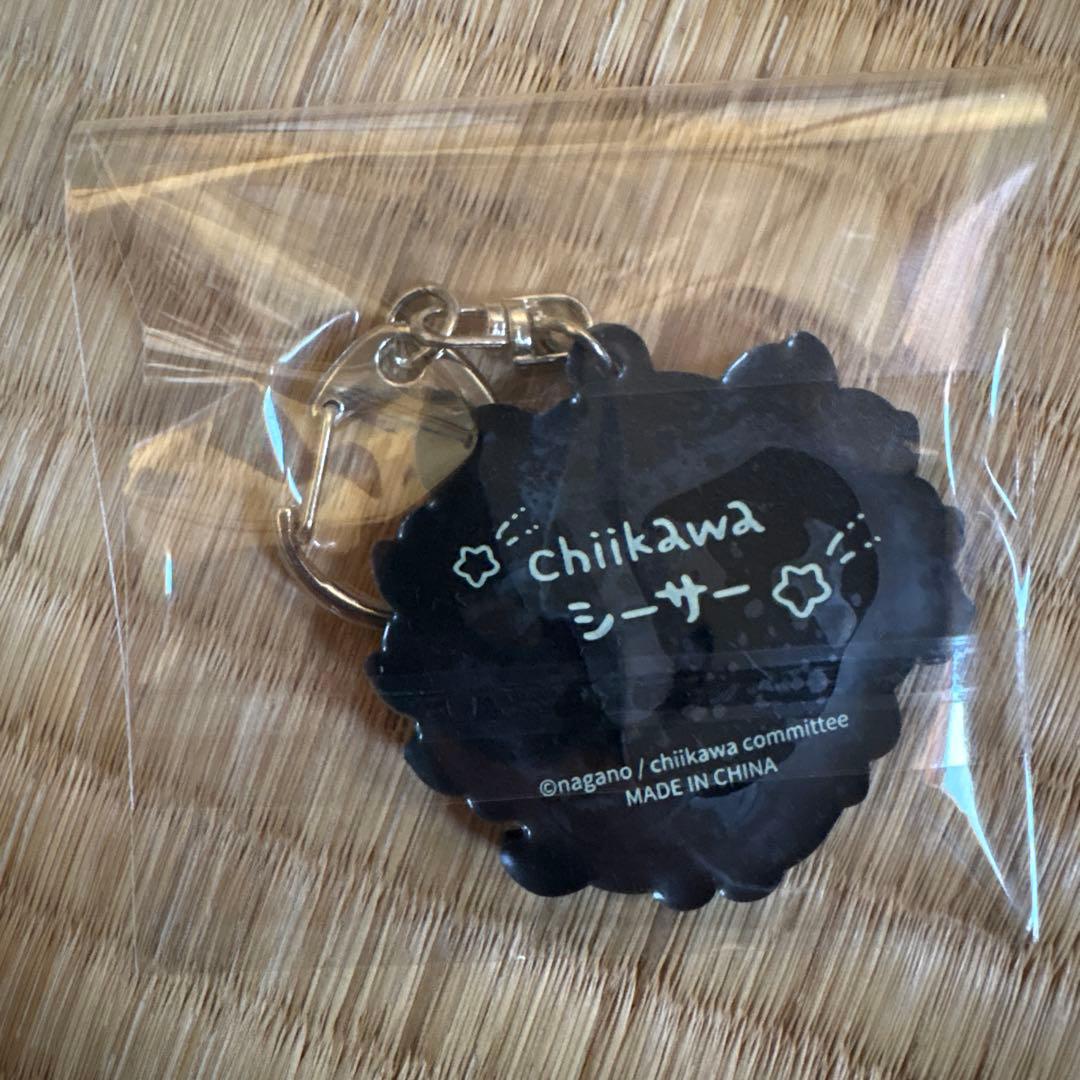 chiikawa
シーサー
©nagano / chiikawa committee
MADE IN CHINA